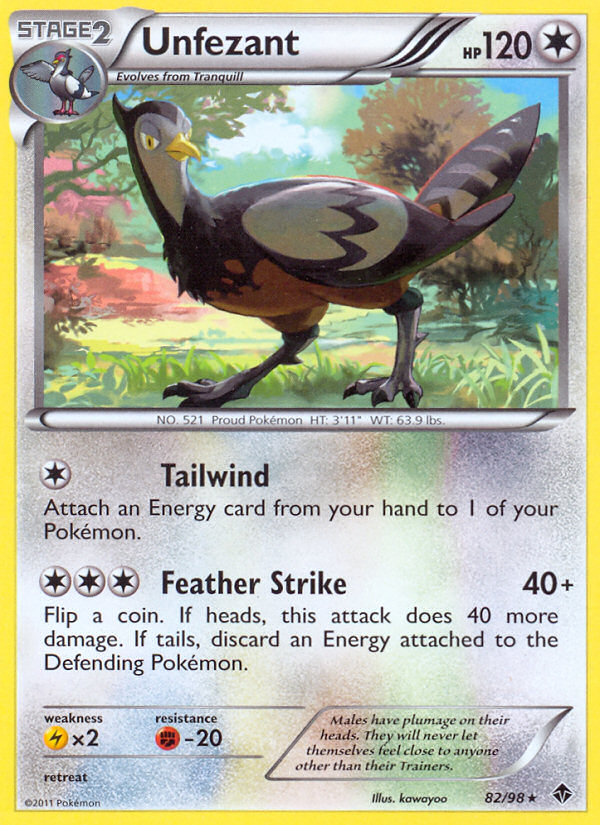 STAGE2
Unfezant
HP120
Evolves from Tranquill
NO. 521 Proud Pokémon HT: 3'11" WT: 63.9 lbs.
Tailwind
Attach an Energy card from your hand to 1 of your
Pokémon.
Feather Strike 40+
Flip a coin. If heads, this attack does 40 more
damage. If tails, discard an Energy attached to the
Defending Pokémon.
weakness resistance
×2 -20
Males have plumage on their
heads. They will never let
themselves feel close to anyone
other than their Trainers.
retreat
©2011 Pokémon
Illus. kawayoo 82/98